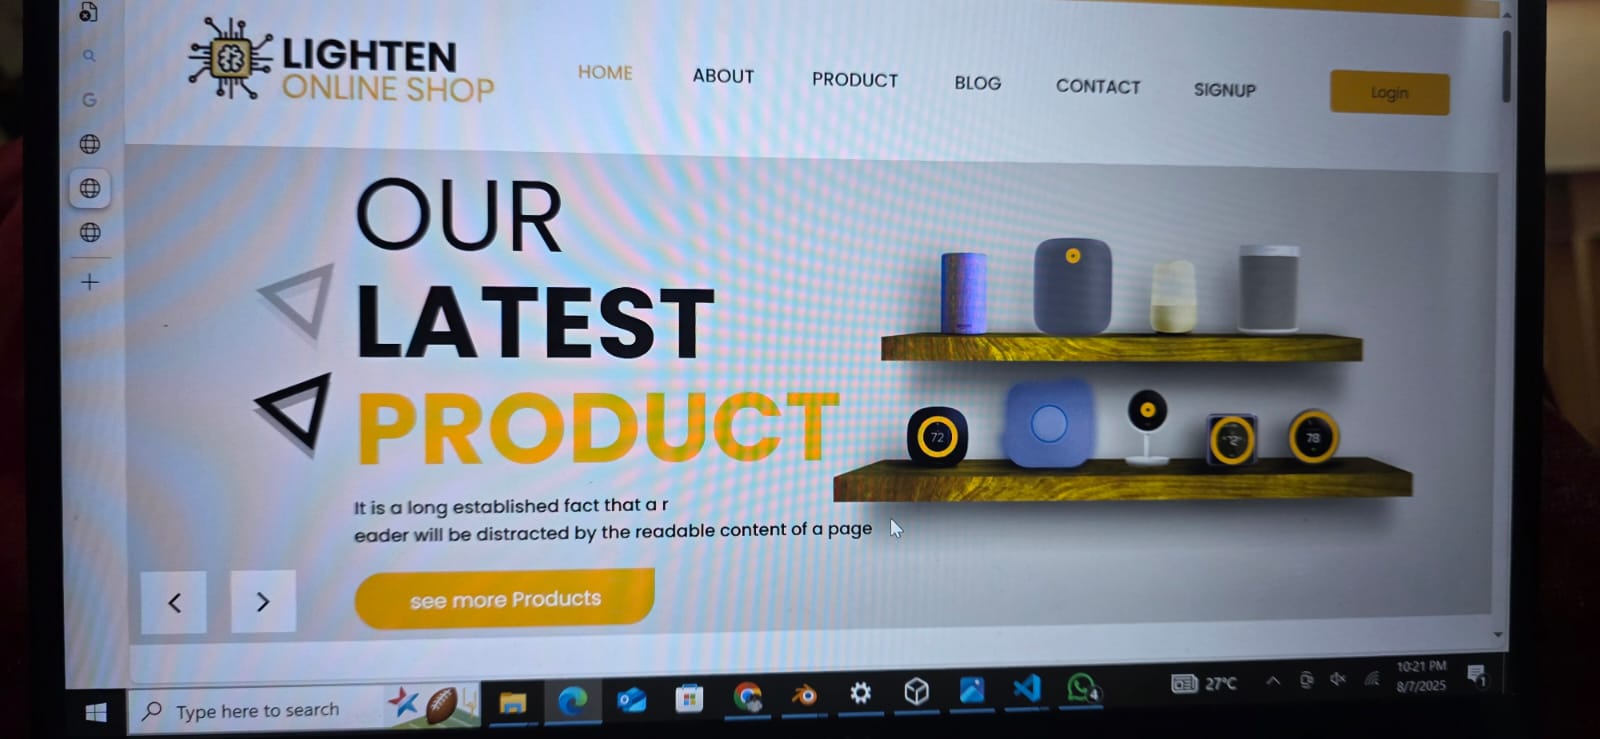 LIGHTEN
ONLINE SHOP
HOME ABOUT PRODUCT BLOG CONTACT SIGNUP Login
OUR
LATEST
PRODUCT
72
78
It is a long established fact that a r
eader will be distracted by the readable content of a page
see more Products
Type here to search
4
27°C
10:21 PM
8/7/2025
1